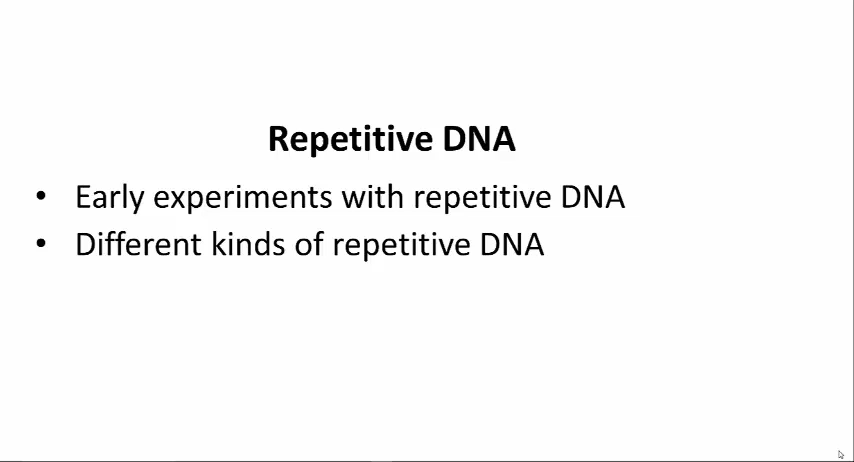 Repetitive DNA
• Early experiments with repetitive DNA
• Different kinds of repetitive DNA